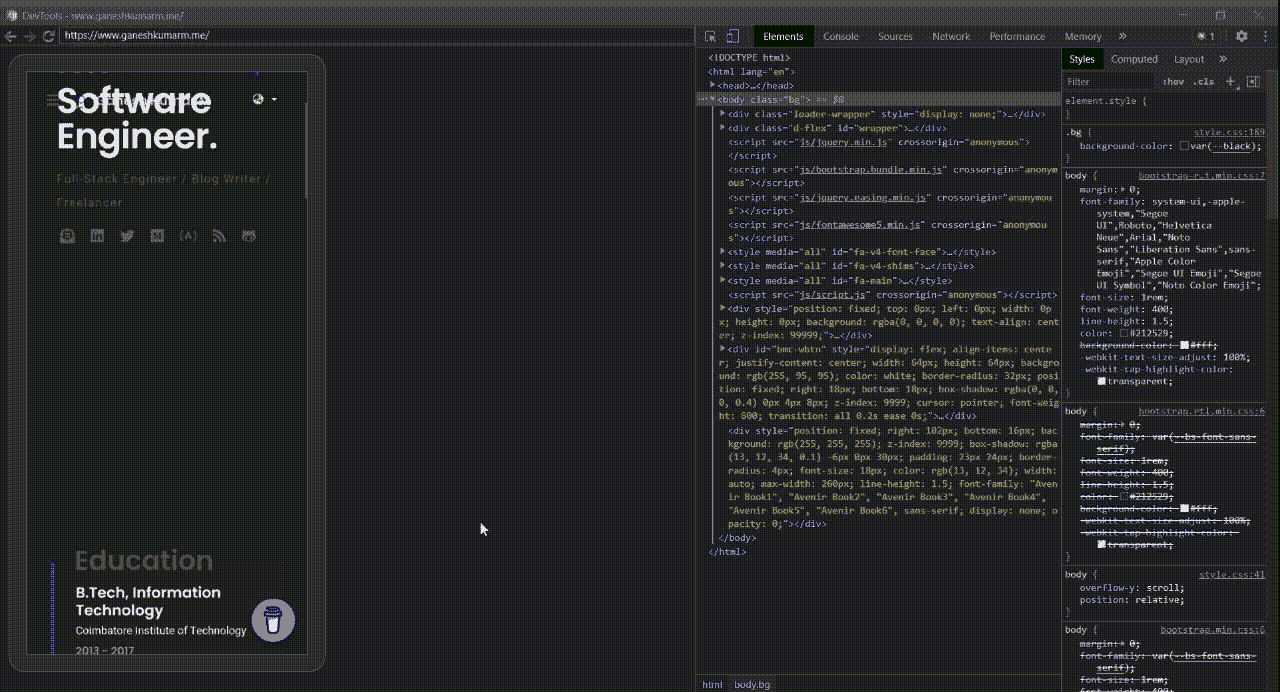 DevTools - www.ganeshkumarm.me/
https://www.ganeshkumarm.me/
Software
Engineer.
Full-Stack Engineer / Blog Writer /
Freelancer
Education
B.Tech, Information
Technology
Coimbatore Institute of Technology
2013 - 2017
Elements Console Sources Network Performance Memory » 1
<!DOCTYPE html>
<html lang="en">
<head>…</head>
<body class="bg"> == $0
<div class="loader-wrapper" style="display: none;">…</div>
<div class="d-flex" id="wrapper">…</div>
<script src="js/jquery.min.js" crossorigin="anonymous">
</script>
<script src="js/bootstrap.bundle.min.js" crossorigin="anonym
ous"></script>
<script src="js/jquery.easing.min.js" crossorigin="anonymou
s"></script>
<script src="js/fontawesome5.min.js" crossorigin="anonymou
s"></script>
<style media="all" id="fa-v4-font-face">…</style>
<style media="all" id="fa-v4-shims">…</style>
<style media="all" id="fa-main">…</style>
<script src="js/script.js" crossorigin="anonymous"></script>
<div style="position: fixed; top: 0px; left: 0px; width: 0p
x; height: 0px; background: rgba(0, 0, 0, 0); text-align: cent
er; z-index: 99999;">…</div>
<div id="bmc-wbtn" style="display: flex; align-items: cente
r; justify-content: center; width: 64px; height: 64px; backgro
und: rgb(255, 95, 95); color: white; border-radius: 32px; posi
tion: fixed; right: 18px; bottom: 18px; box-shadow: rgba(0, 0,
0, 0.4) 0px 4px 8px; z-index: 9999; cursor: pointer; font-weig
ht: 600; transition: all 0.2s ease 0s;">…</div>
<div style="position: fixed; right: 102px; bottom: 16px; bac
kground: rgb(255, 255, 255); z-index: 9999; box-shadow: rgba
(13, 12, 34, 0.1) -6px 0px 30px; padding: 23px 24px; border-
radius: 4px; font-size: 18px; color: rgb(13, 12, 34); width:
auto; max-width: 260px; line-height: 1.5; font-family: "Aven
ir Book1", "Avenir Book2", "Avenir Book3", "Avenir Book4",
"Avenir Book5", "Avenir Book6", sans-serif; display: none; o
pacity: 0;"></div>
</body>
</html>
html body.bg
Styles Computed Layout »
Filter :hov .cls +
element.style {
}
.bg { style.css:189
background-color: var(--black);
}
body { bootstrap-r…t.min.css:7
margin: 0;
font-family: system-ui,-apple-
system,"Segoe
UI",Roboto,"Helvetica
Neue",Arial,"Noto
Sans","Liberation Sans",sans-
serif,"Apple Color
Emoji","Segoe UI Emoji","Segoe
UI Symbol","Noto Color Emoji";
font-size: 1rem;
font-weight: 400;
line-height: 1.5;
color: #212529;
background-color: #fff;
-webkit-text-size-adjust: 100%;
-webkit-tap-highlight-color:
transparent;
}
body { bootstrap.rtl.min.css:6
margin: 0;
font-family: var(--bs-font-sans-
serif);
font-size: 1rem;
font-weight: 400;
line-height: 1.5;
color: #212529;
background-color: #fff;
-webkit-text-size-adjust: 100%;
-webkit-tap-highlight-color:
transparent;
}
body { style.css:41
overflow-y: scroll;
position: relative;
}
body { bootstrap.min.css:6
margin: 0;
font-family: var(--bs-font-sans-
serif);
font-size: 1rem;